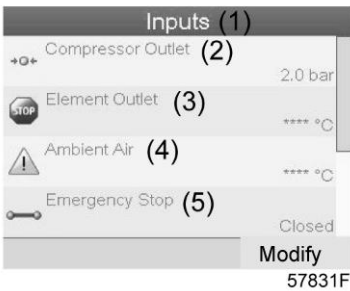 Inputs (1)
Compressor Outlet (2)
2.0 bar
Element Outlet (3)
STOP
**** °C
Ambient Air (4)
**** °C
Emergency Stop (5)
Closed
Modify
57831F